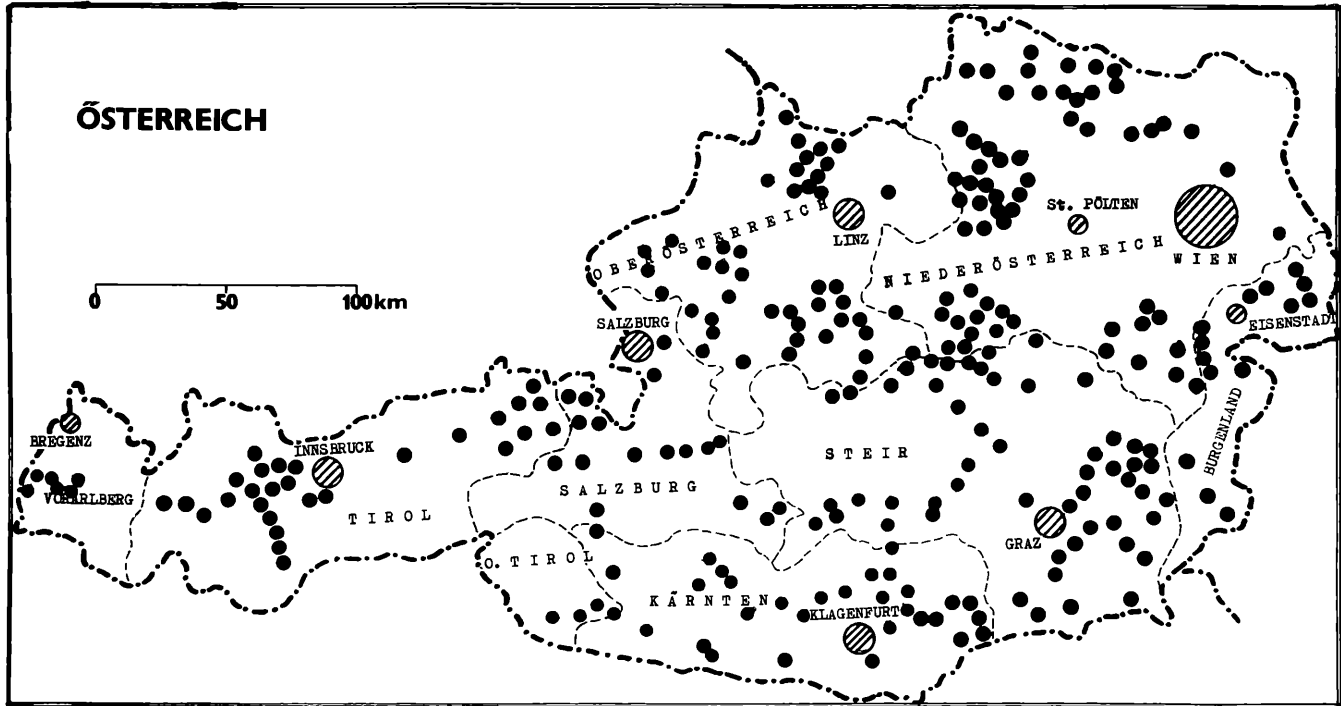 ŐSTERREICH
0 50 100km
OBERÖSTERREICH
LINZ
St. PÖLTEN
NIEDERÖSTERREICH
WIEN
SALZBURG
EISENSTADT
BREGENZ
VORARLBERG
INNSBRUCK
TIROL
SALZBURG
STEIR
BURGENLAND
GRAZ
O. TIROL
KÄRNTEN
KLAGENFURT